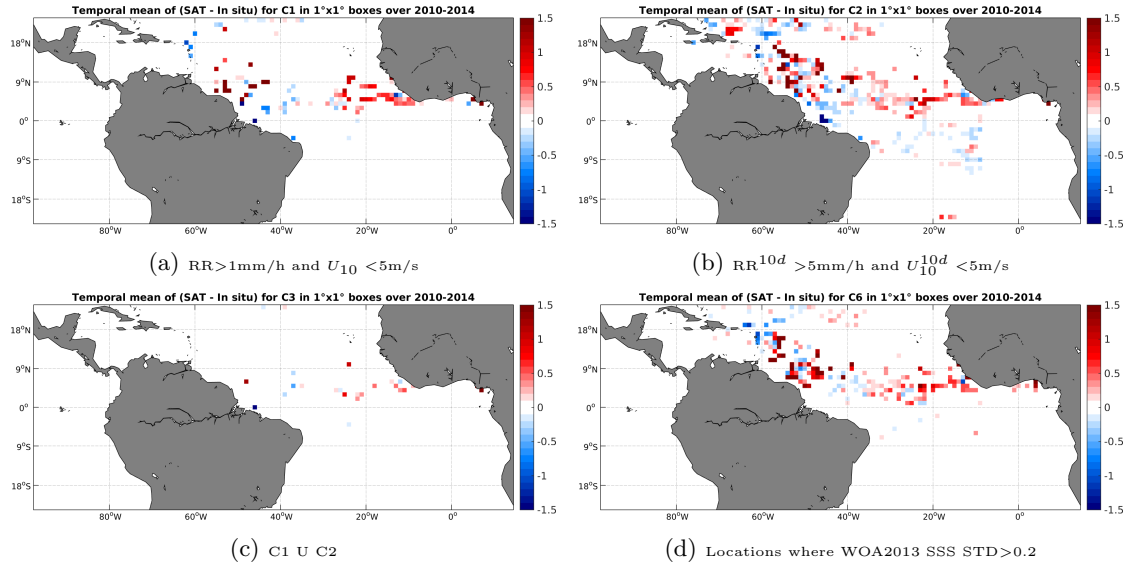 Temporal mean of (SAT - In situ) for C1 in 1°x1° boxes over 2010-2014
18°N
9°N
0°
9°S
18°S
80°W 60°W 40°W 20°W 0°
1.5
1
0.5
0
-0.5
-1
-1.5
(a) RR>1mm/h and U₁₀ <5m/s
Temporal mean of (SAT - In situ) for C2 in 1°x1° boxes over 2010-2014
18°N
9°N
0°
9°S
18°S
80°W 60°W 40°W 20°W 0°
1.5
1
0.5
0
-0.5
-1
-1.5
(b) RR^{10d} >5mm/h and U_{10}^{10d} <5m/s
Temporal mean of (SAT - In situ) for C3 in 1°x1° boxes over 2010-2014
18°N
9°N
0°
9°S
18°S
80°W 60°W 40°W 20°W 0°
1.5
1
0.5
0
-0.5
-1
-1.5
(c) C1 U C2
Temporal mean of (SAT - In situ) for C6 in 1°x1° boxes over 2010-2014
18°N
9°N
0°
9°S
18°S
80°W 60°W 40°W 20°W 0°
1.5
1
0.5
0
-0.5
-1
-1.5
(d) Locations where WOA2013 SSS STD>0.2